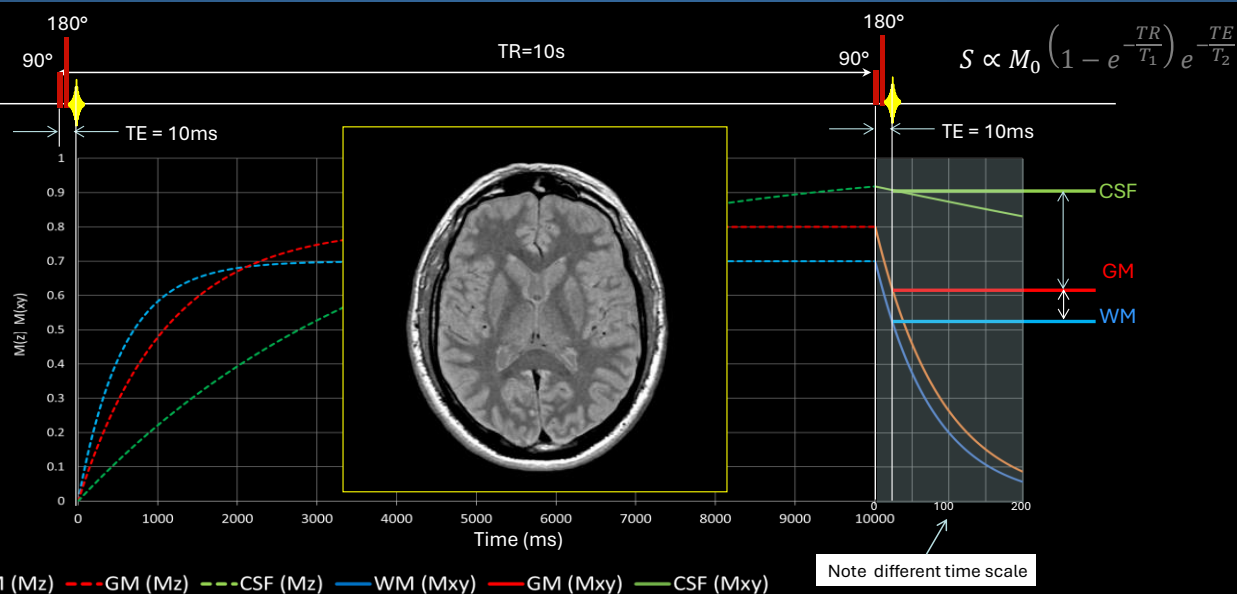 180°
180°
90°
TR=10s
90°
S ∝ M₀ (1 − e^{−TR/T₁}) e^{−TE/T₂}
TE = 10ms
TE = 10ms
1
0.9
0.8
0.7
0.6
0.5
0.4
0.3
0.2
0.1
0
M(z) M(xy)
CSF
GM
WM
0 1000 2000 3000 4000 5000 6000 7000 8000 9000 10000
0 100 200
Time (ms)
Note different time scale
M (Mz) GM (Mz) CSF (Mz) WM (Mxy) GM (Mxy) CSF (Mxy)